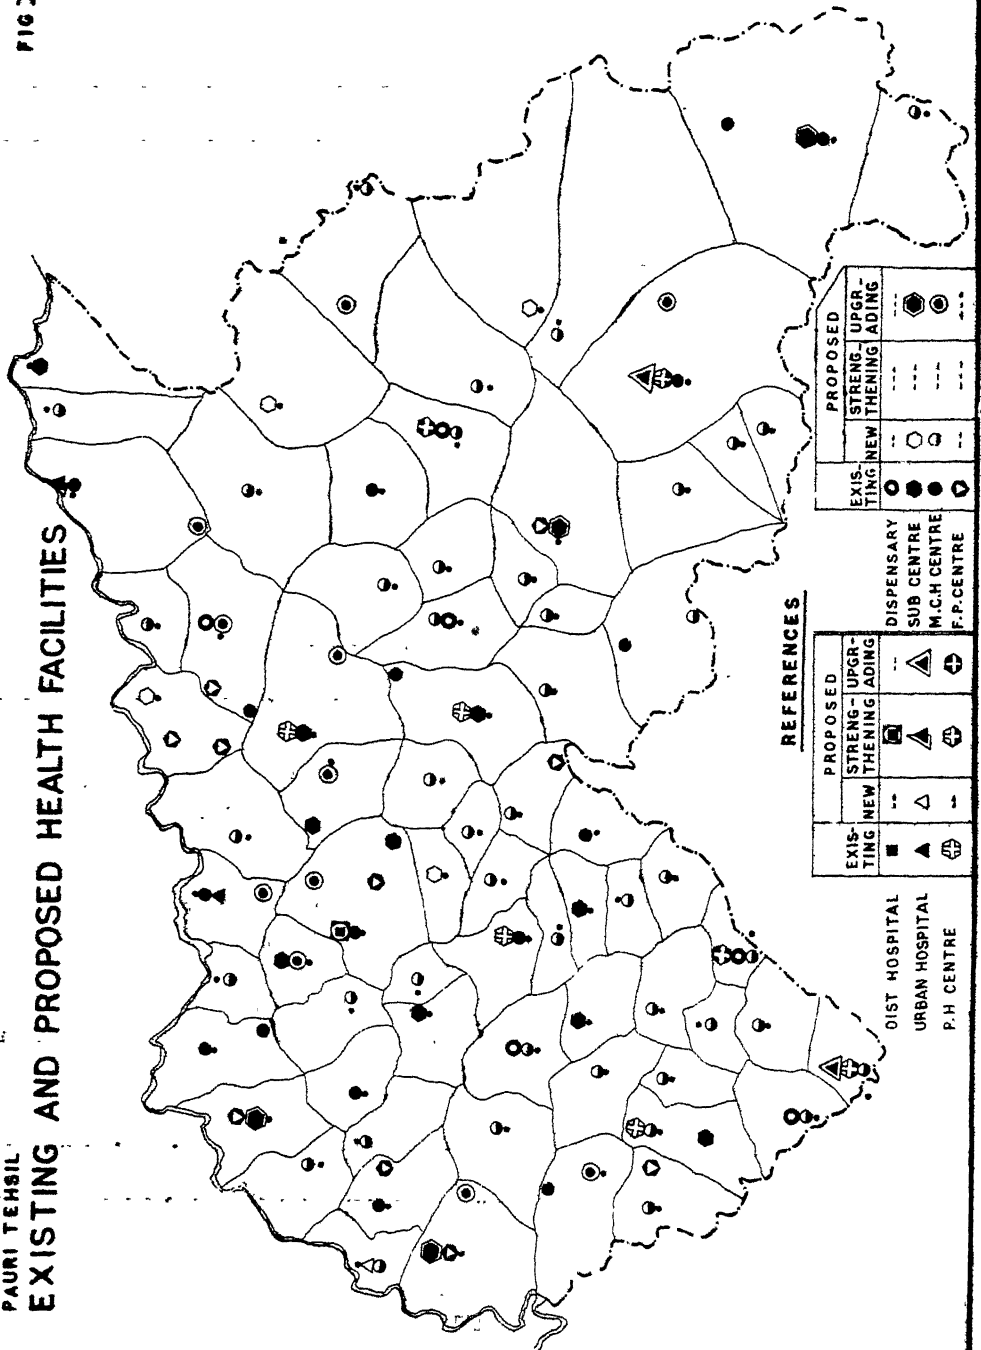 PAURI TEHSIL
EXISTING AND PROPOSED HEALTH FACILITIES
FIG
REFERENCES
EXIS-
TING
PROPOSED
NEW
STRENG-
THENING
UPGR-
ADING
DIST HOSPITAL
URBAN HOSPITAL
P.H CENTRE
EXIS-
TING
PROPOSED
NEW
STRENG-
THENING
UPGR-
ADING
DISPENSARY
SUB CENTRE
M.C.H CENTRE
F.P.CENTRE